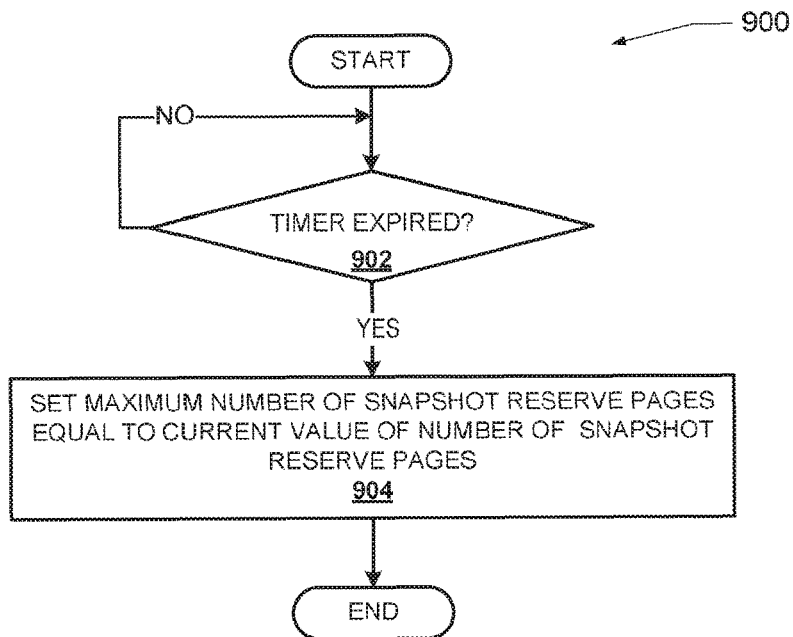 900
START
NO
TIMER EXPIRED?
902
YES
SET MAXIMUM NUMBER OF SNAPSHOT RESERVE PAGES
EQUAL TO CURRENT VALUE OF NUMBER OF SNAPSHOT
RESERVE PAGES
904
END